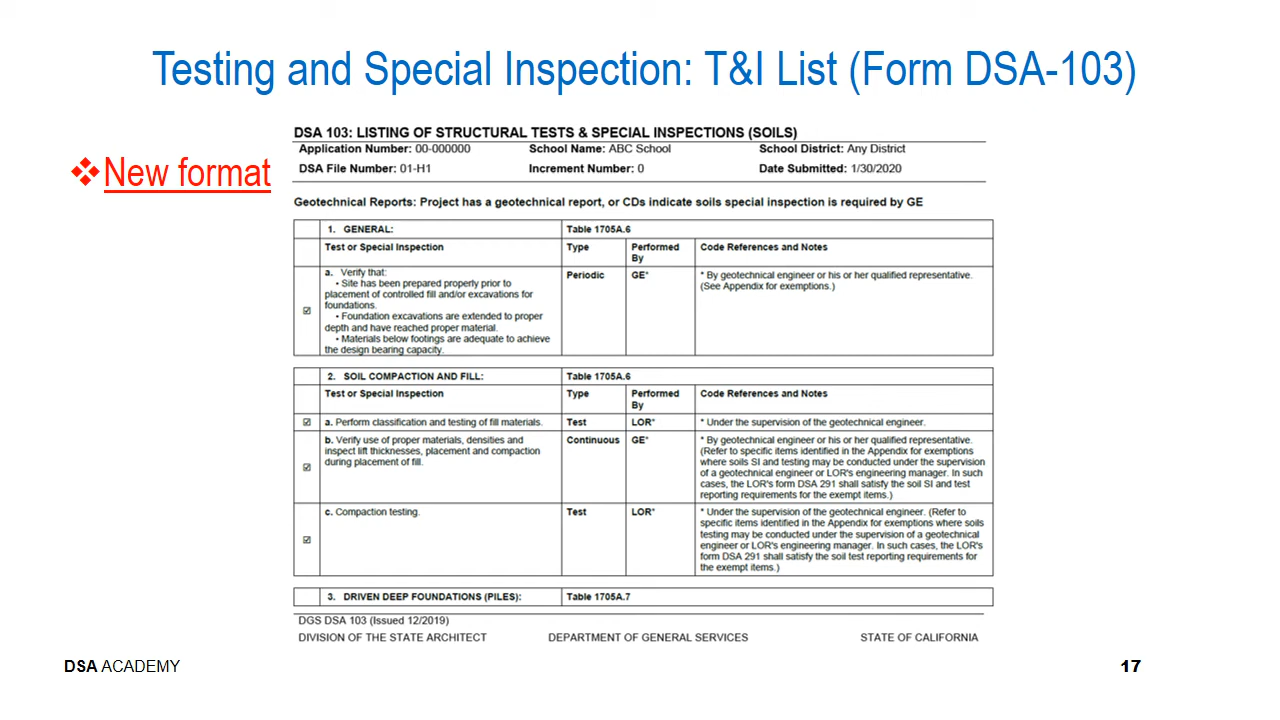 Testing and Special Inspection: T&I List (Form DSA-103)
❖New format
DSA 103: LISTING OF STRUCTURAL TESTS & SPECIAL INSPECTIONS (SOILS)
Application Number: 00-000000 School Name: ABC School School District: Any District
DSA File Number: 01-H1 Increment Number: 0 Date Submitted: 1/30/2020
Geotechnical Reports: Project has a geotechnical report, or CDs indicate soils special inspection is required by GE
1. GENERAL: Table 1705A.6
Test or Special Inspection Type Performed By Code References and Notes
☑ a. Verify that:
• Site has been prepared properly prior to
placement of controlled fill and/or excavations for
foundations.
• Foundation excavations are extended to proper
depth and have reached proper material.
• Materials below footings are adequate to achieve
the design bearing capacity.
Periodic
GE*
* By geotechnical engineer or his or her qualified representative.
(See Appendix for exemptions.)
2. SOIL COMPACTION AND FILL: Table 1705A.6
Test or Special Inspection Type Performed By Code References and Notes
☑ a. Perform classification and testing of fill materials. Test LOR* * Under the supervision of the geotechnical engineer.
☑ b. Verify use of proper materials, densities and
inspect lift thicknesses, placement and compaction
during placement of fill.
Continuous
GE*
* By geotechnical engineer or his or her qualified representative.
(Refer to specific items identified in the Appendix for exemptions
where soils SI and testing may be conducted under the supervision
of a geotechnical engineer or LOR's engineering manager. In such
cases, the LOR's form DSA 291 shall satisfy the soil SI and test
reporting requirements for the exempt items.)
☑ c. Compaction testing.
Test
LOR*
* Under the supervision of the geotechnical engineer. (Refer to
specific items identified in the Appendix for exemptions where soils
testing may be conducted under the supervision of a geotechnical
engineer or LOR's engineering manager. In such cases, the LOR's
form DSA 291 shall satisfy the soil test reporting requirements for
the exempt items.)
3. DRIVEN DEEP FOUNDATIONS (PILES): Table 1705A.7
DGS DSA 103 (Issued 12/2019)
DIVISION OF THE STATE ARCHITECT DEPARTMENT OF GENERAL SERVICES STATE OF CALIFORNIA
DSA ACADEMY 17